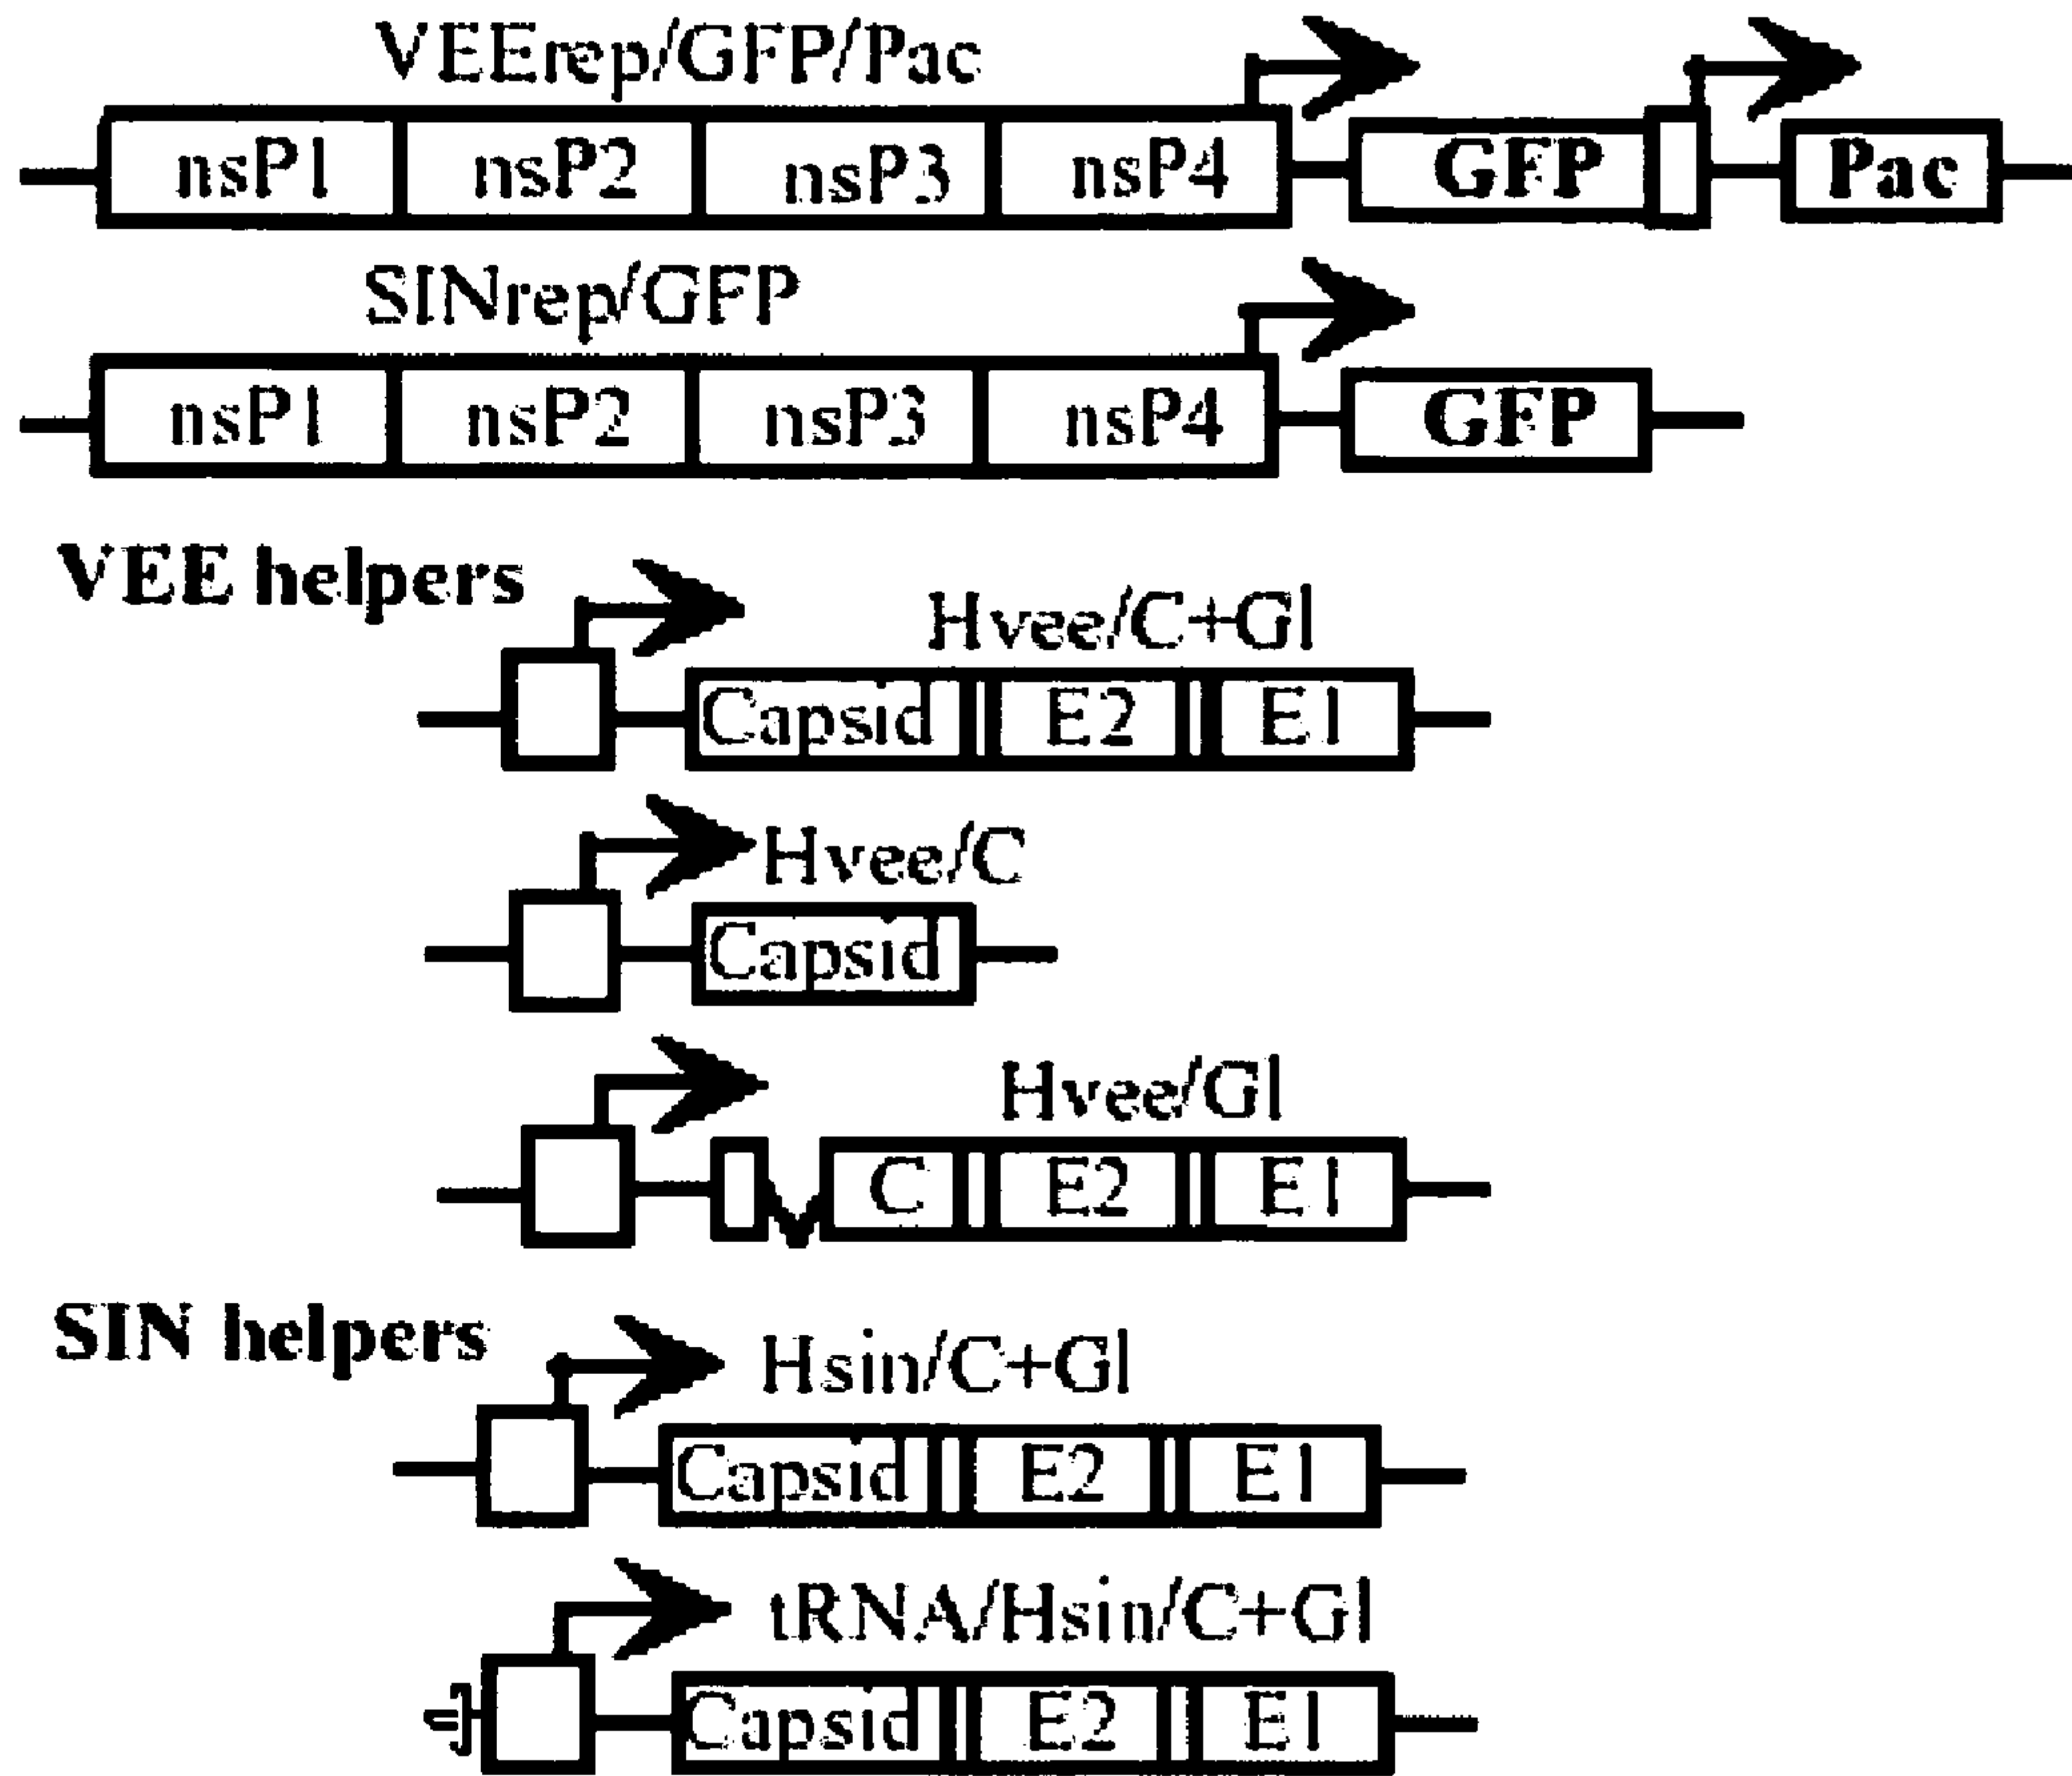 VEErep/GFP/Pac
nsP1 nsP2 nsP3 nsP4 GFP Pac
SINrep/GFP
nsP1 nsP2 nsP3 nsP4 GFP
VEE helpers
Hvee/C+Gl
Capsid E2 E1
Hvee/C
Capsid
Hvee/Gl
C E2 E1
SIN helpers
Hsin/C+Gl
Capsid E2 E1
tRNA/Hsin/C+Gl
Capsid E2 E1